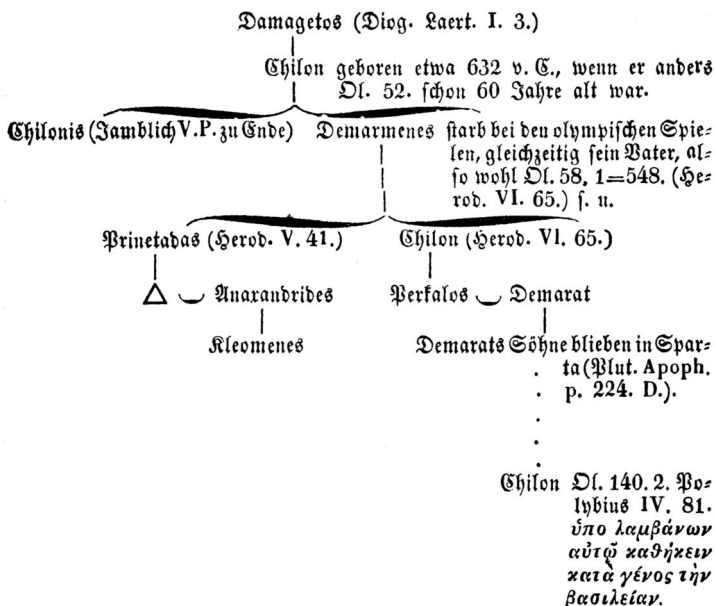 Damagetos (Diog. Laert. I. 3.)
Chilon geboren etwa 632 v. C., wenn er anders
Ol. 52. schon 60 Jahre alt war.
Chilonis (Jamblich V. P. zu Ende) Demarmenes starb bei den olympischen Spie-
len, gleichzeitig sein Vater, al-
so wohl Ol. 58, 1=548. (He-
rod. VI. 65.) s. u.
Prinetadas (Herod. V. 41.) Chilon (Herod. VI. 65.)
△ ‿ Anaxandrides Perkalos ‿ Demarat
Kleomenes Demarats Söhne blieben in Spar-
ta (Plut. Apoph.
p. 224. D.).
Chilon Ol. 140. 2. Po-
lybius IV. 81.
ὑπο λαμβάνων
αὑτῷ καθήκειν
κατὰ γένος τὴν
βασιλείαν.